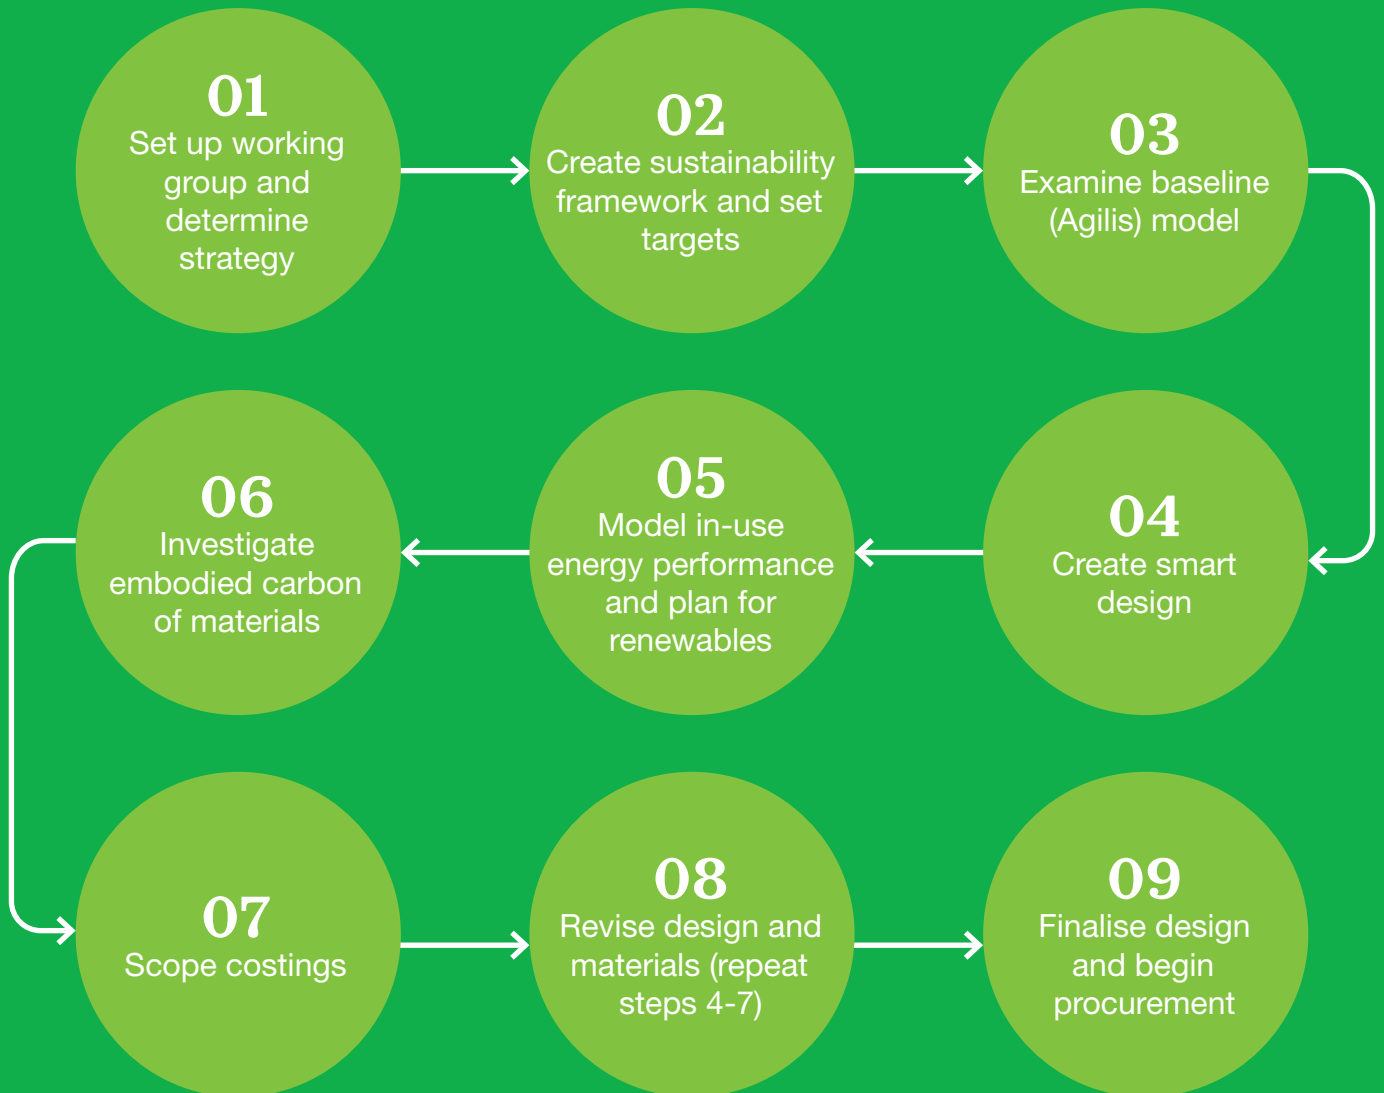 01
Set up working
group and
determine
strategy
02
Create sustainability
framework and set
targets
03
Examine baseline
(Agilis) model
04
Create smart
design
05
Model in-use
energy performance
and plan for
renewables
06
Investigate
embodied carbon
of materials
07
Scope costings
08
Revise design and
materials (repeat
steps 4-7)
09
Finalise design
and begin
procurement